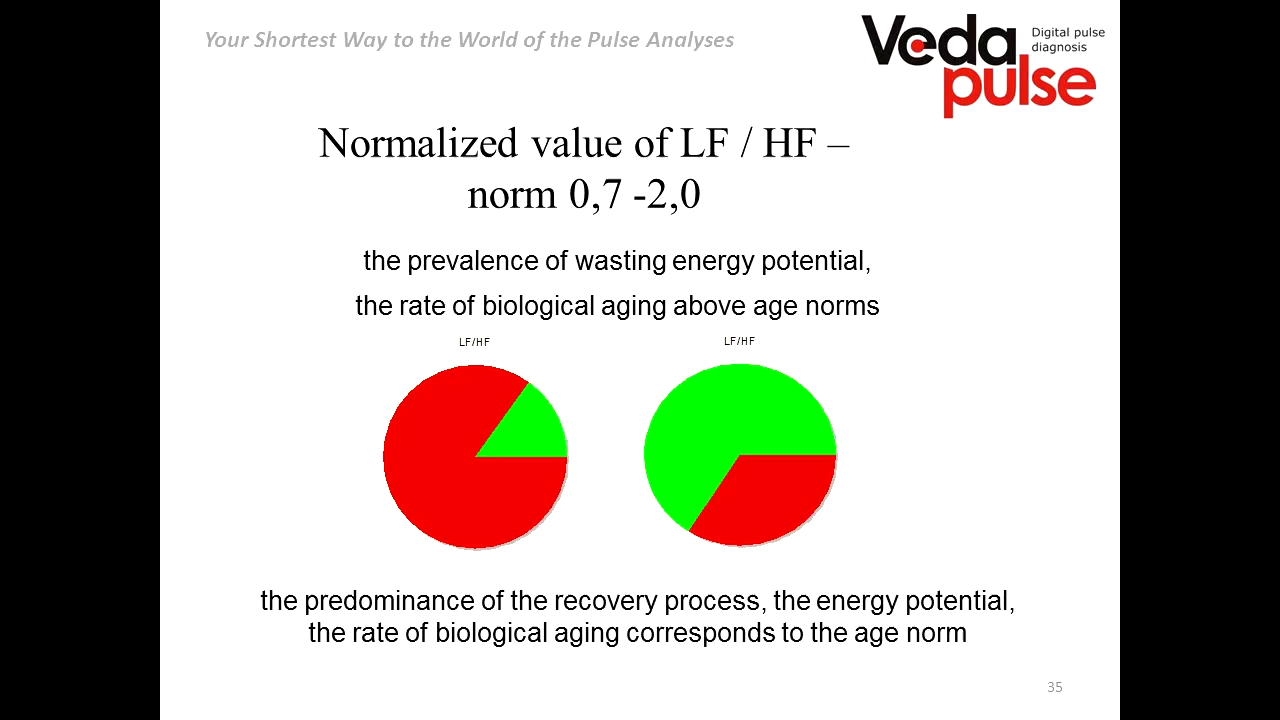 Your Shortest Way to the World of the Pulse Analyses
Veda
pulse
Digital pulse
diagnosis
Normalized value of LF / HF –
norm 0,7 -2,0
the prevalence of wasting energy potential,
the rate of biological aging above age norms
LF/HF
LF/HF
the predominance of the recovery process, the energy potential,
the rate of biological aging corresponds to the age norm
35